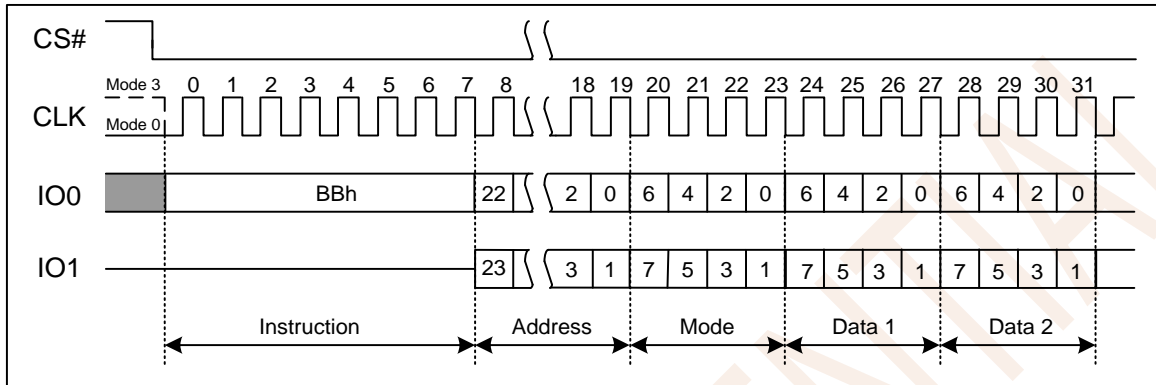 CS#
Mode 3 0 1 2 3 4 5 6 7 8 18 19 20 21 22 23 24 25 26 27 28 29 30 31
CLK
Mode 0
IO0 BBh 22 2 0 6 4 2 0 6 4 2 0 6 4 2 0
IO1 23 3 1 7 5 3 1 7 5 3 1 7 5 3 1
Instruction Address Mode Data 1 Data 2